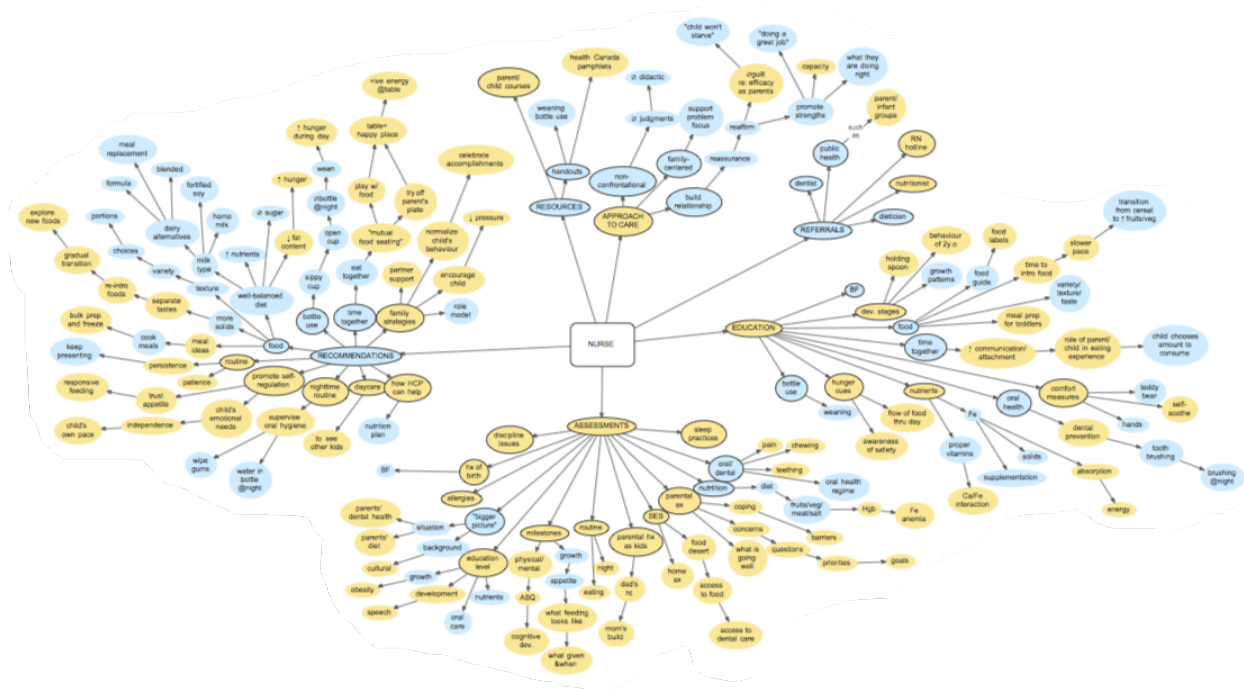 "child won't
starve"
"doing a
great job"
what they
are doing
right
capacity
promote
strengths
∅guilt
re: efficacy
as parents
reaffirm
reassurance
health Canada
pamphlets
∅ didactic
∅ judgments
support
problem
focus
family-
centered
non-
confrontational
build
relationship
APPROACH
TO CARE
parent/
child courses
weaning
bottle use
handouts
RESOURCES
parent/
infant
groups
such
as
public
health
RN
hotline
nutritionist
dentist
dietician
REFERRALS
+ive energy
@table
table=
happy place
play w/
food
try off
parent's
plate
"mutual
food seating"
eat
together
time
together
↑ hunger
during day
wean
∅bottle
@night
open
cup
sippy
cup
bottle
use
celebrate
accomplishments
normalize
child's
behaviour
↓ pressure
encourage
child
partner
support
role
model
family
strategies
meal
replacement
blended
formula
fortified
soy
homo
milk
dairy
alternatives
milk
type
↑ hunger
∅ sugar
↓ fat
content
↑ nutrients
well-balanced
diet
portions
choices
variety
texture
explore
new foods
gradual
transition
re-intro
foods
separate
tastes
more
solids
bulk prep
and freeze
cook
meals
meal
ideas
food
RECOMMENDATIONS
keep
presenting
persistence
routine
patience
promote self-
regulation
responsive
feeding
trust
appetite
child's
own pace
independence
child's
emotional
needs
nighttime
routine
supervise
oral hygiene
wipe
gums
water in
bottle
@night
daycare
to see
other kids
how HCP
can help
nutrition
plan
NURSE
EDUCATION
BF
dev. stages
holding
spoon
behaviour
of 2y.o
growth
patterns
food
food
labels
food
guide
time to
intro food
slower
pace
transition
from cereal
to ↑ fruits/veg
variety/
texture/
taste
meal prep
for toddlers
time
together
↑ communication/
attachment
role of parent/
child in eating
experience
child chooses
amount to
consume
bottle
use
weaning
hunger
cues
flow of food
thru day
awareness
of satiety
nutrients
Fe
proper
vitamins
Ca/Fe
interaction
supplementation
solids
absorption
energy
oral
health
dental
prevention
tooth
brushing
brushing
@night
comfort
measures
teddy
bear
self-
soothe
hands
ASSESSMENTS
discipline
issues
sleep
practices
hx of
birth
BF
allergies
"bigger
picture"
situation
parents'
dental health
parents'
diet
background
cultural
education
level
growth
obesity
development
speech
oral
care
nutrients
milestones
physical/
mental
ASQ
cognitive
dev.
growth
appetite
what feeding
looks like
what given
&when
routine
night
eating
parental hx
as kids
dad's
ht
mom's
build
SES
home
ax
food
desert
access
to food
access to
dental care
parental
ax
coping
barriers
concerns
questions
priorities
goals
what is
going
well
nutrition
diet
fruits/veg/
meat/salt
Hgb
Fe
anemia
oral/
dental
pain
chewing
teething
oral health
regime